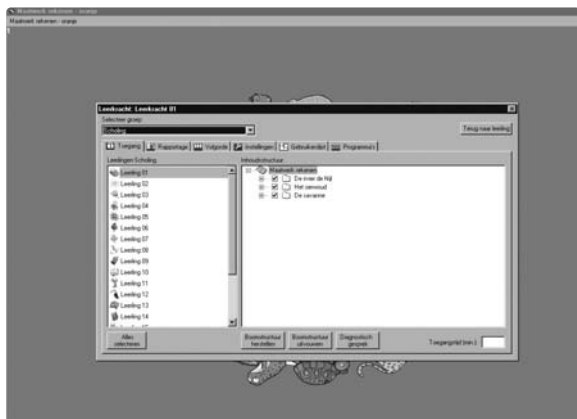 Maatwerk rekenen - oranje
Maatwerk rekenen - oranje
Leerkracht: Leerkracht 01
Selecteer groep
Scholing
Terug naar leerling
Toegang Rapportage Volgorde Instellingen Gebruikerslijst Programma's
Leerlingen Scholing
Inhoudsstructuur
Leerling 01
Leerling 02
Leerling 03
Leerling 04
Leerling 05
Leerling 06
Leerling 07
Leerling 08
Leerling 09
Leerling 10
Leerling 11
Leerling 12
Leerling 13
Leerling 14
Maatwerk rekenen
De rivier de Nijl
Het oerwoud
De savanne
Alles
selecteren
Boomstructuur
herstellen
Boomstructuur
uitvouwen
Diagnostisch
gesprek
Toegangstijd (min.)